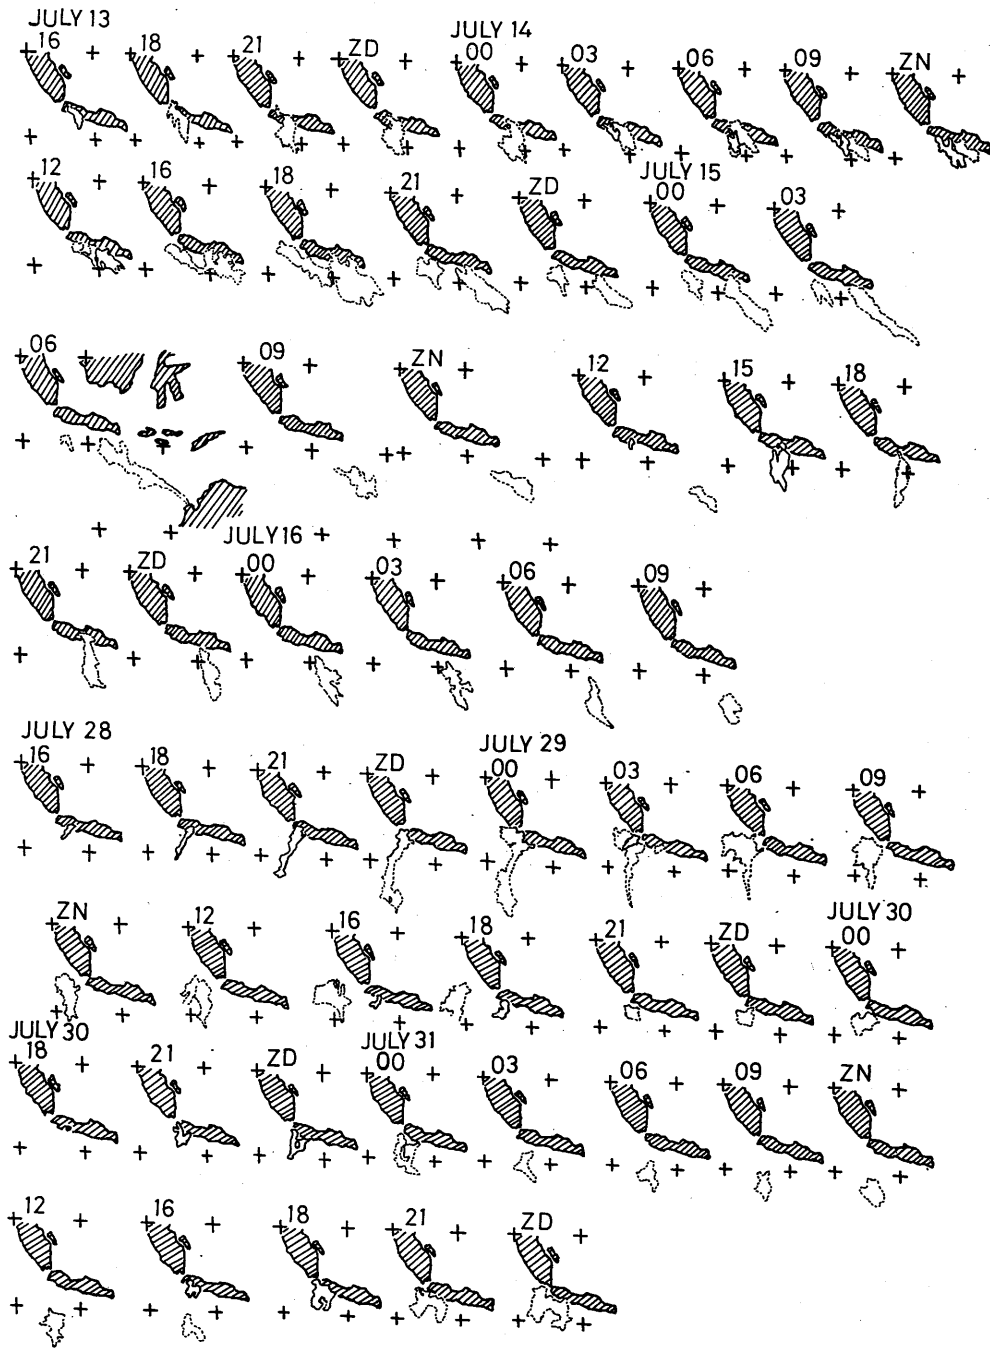 JULY 13
16 18 21 ZD
JULY 14
00 03 06 09 ZN
12 16 18 21 ZD
JULY 15
00 03
06 09 ZN 12 15 18
21 ZD
JULY 16
00 03 06 09
JULY 28
16 18 21 ZD
JULY 29
00 03 06 09
ZN 12 16 18 21 ZD
JULY 30
00
JULY 30
18 21 ZD
JULY 31
00 03 06 09 ZN
12 16 18 21 ZD